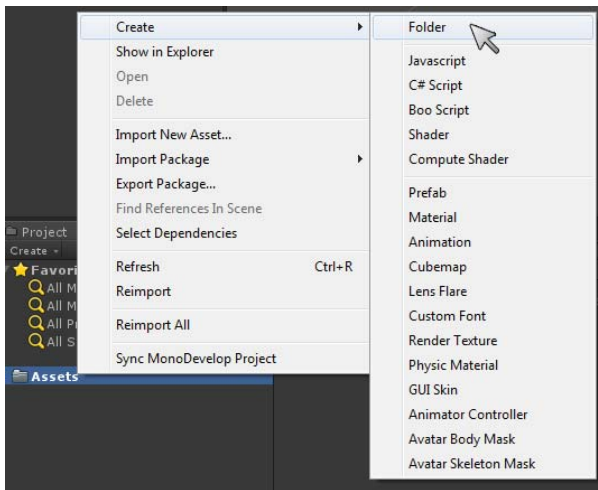 Create
Show in Explorer
Open
Delete
Import New Asset...
Import Package
Export Package...
Find References In Scene
Select Dependencies
Refresh Ctrl+R
Reimport
Reimport All
Sync MonoDevelop Project
Folder
Javascript
C# Script
Boo Script
Shader
Compute Shader
Prefab
Material
Animation
Cubemap
Lens Flare
Custom Font
Render Texture
Physic Material
GUI Skin
Animator Controller
Avatar Body Mask
Avatar Skeleton Mask
Project
Create
Favori
All M
All M
All P
All S
Assets